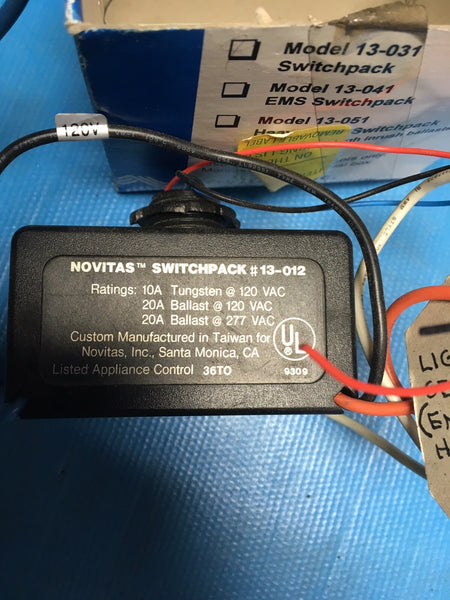 Model 13-031
Switchpack
Model 13-041
EMS Switchpack
Model 13-051
Switchpack
120V
NOVITAS™ SWITCHPACK #13-012
Ratings: 10A Tungsten @ 120 VAC
20A Ballast @ 120 VAC
20A Ballast @ 277 VAC
Custom Manufactured in Taiwan for
Novitas, Inc., Santa Monica, CA
Listed Appliance Control 36TO
UL
®
9309